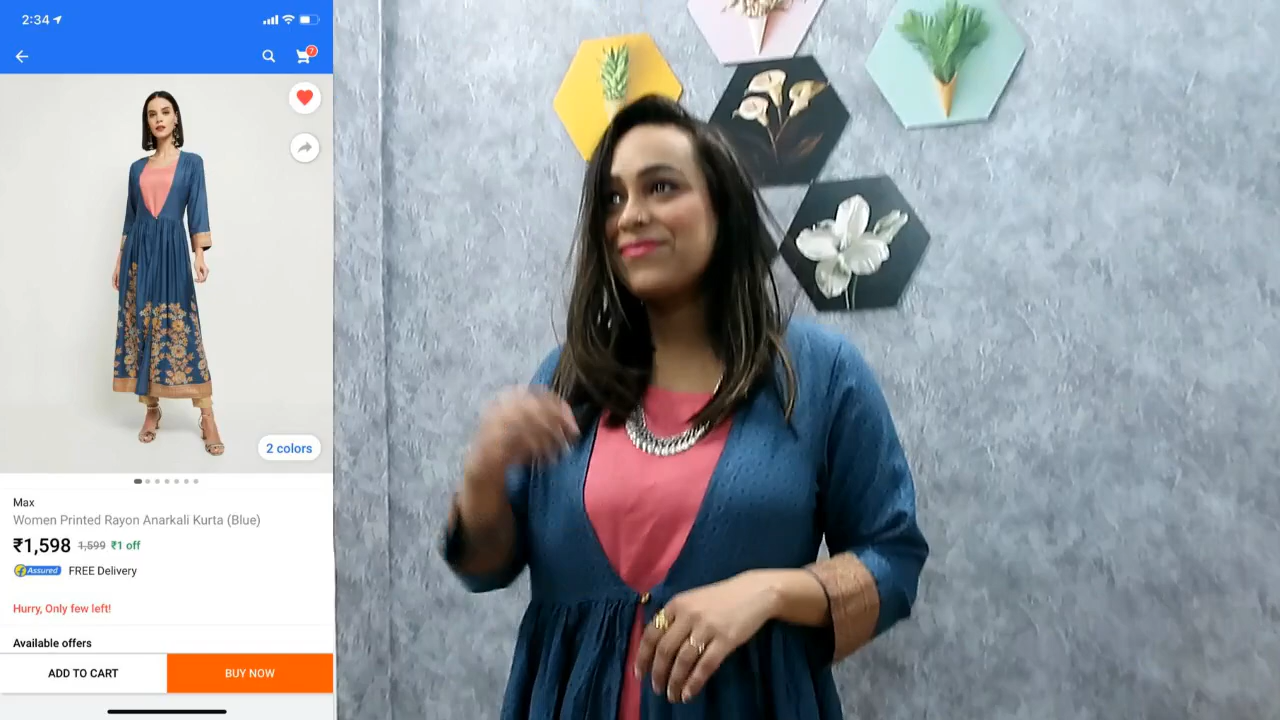 2:34
7
2 colors
Max
Women Printed Rayon Anarkali Kurta (Blue)
₹1,598 1,599 ₹1 off
Assured FREE Delivery
Hurry, Only few left!
Available offers
ADD TO CART BUY NOW